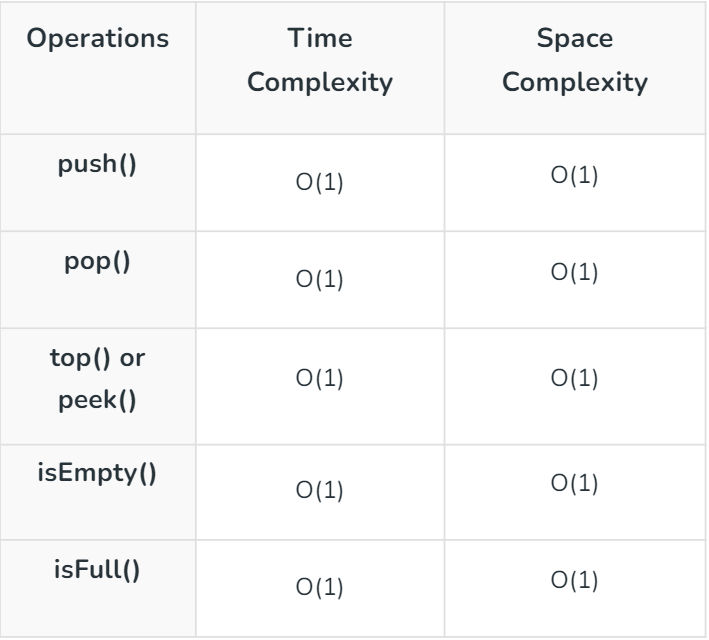 Operations
Time
Complexity
Space
Complexity
push()
O(1)
O(1)
pop()
O(1)
O(1)
top() or
peek()
O(1)
O(1)
isEmpty()
O(1)
O(1)
isFull()
O(1)
O(1)